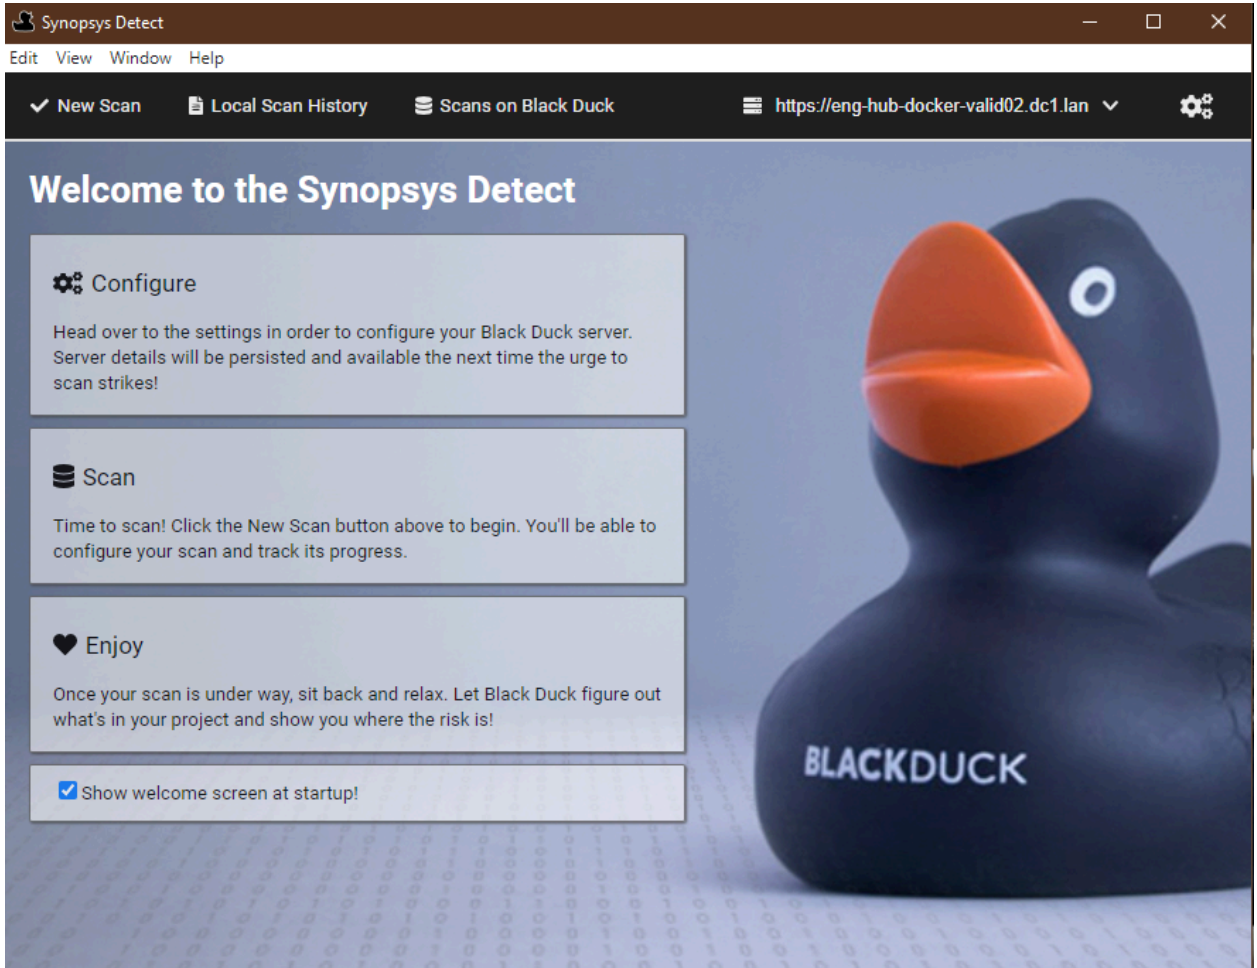 Synopsys Detect
Edit View Window Help
New Scan Local Scan History Scans on Black Duck https://eng-hub-docker-valid02.dc1.lan
Welcome to the Synopsys Detect
Configure
Head over to the settings in order to configure your Black Duck server.
Server details will be persisted and available the next time the urge to
scan strikes!
Scan
Time to scan! Click the New Scan button above to begin. You'll be able to
configure your scan and track its progress.
Enjoy
Once your scan is under way, sit back and relax. Let Black Duck figure out
what's in your project and show you where the risk is!
Show welcome screen at startup!
BLACKDUCK